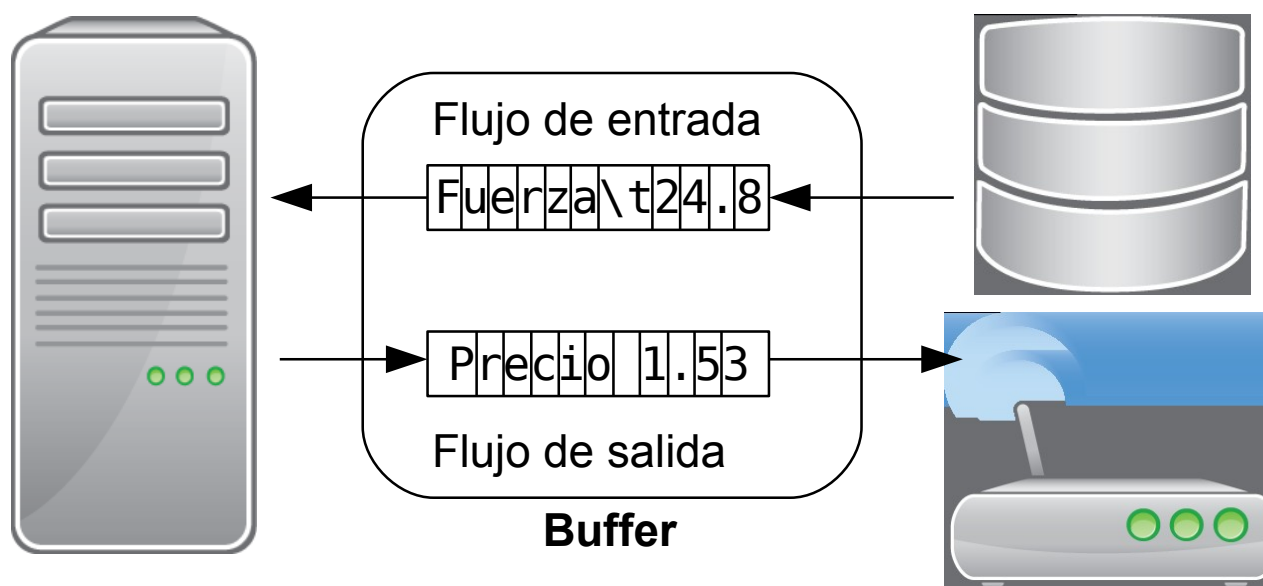 Flujo de entrada
Fuerza\t24.8
Precio 1.53
Flujo de salida
Buffer